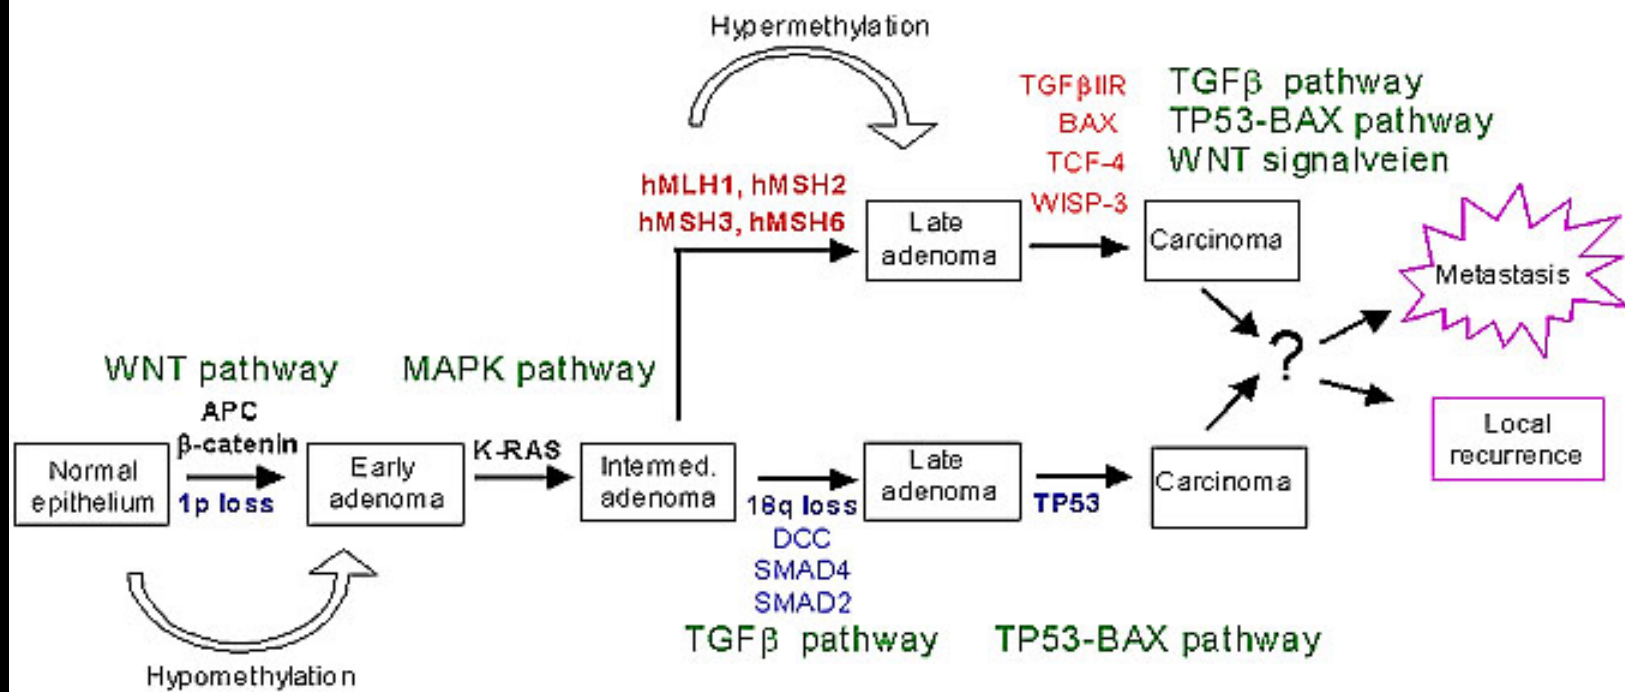 Hypermethylation
TGFβIIR TGFβ pathway
BAX TP53-BAX pathway
TCF-4 WNT signalveien
WISP-3
hMLH1, hMSH2
hMSH3, hMSH6
Late
adenoma
Carcinoma
Metastasis
?
Local
recurrence
WNT pathway
MAPK pathway
APC
β-catenin
1p loss
K-RAS
Normal
epithelium
Early
adenoma
Intermed.
adenoma
18q loss
DCC
SMAD4
SMAD2
Late
adenoma
TP53
Carcinoma
TGFβ pathway
TP53-BAX pathway
Hypomethylation